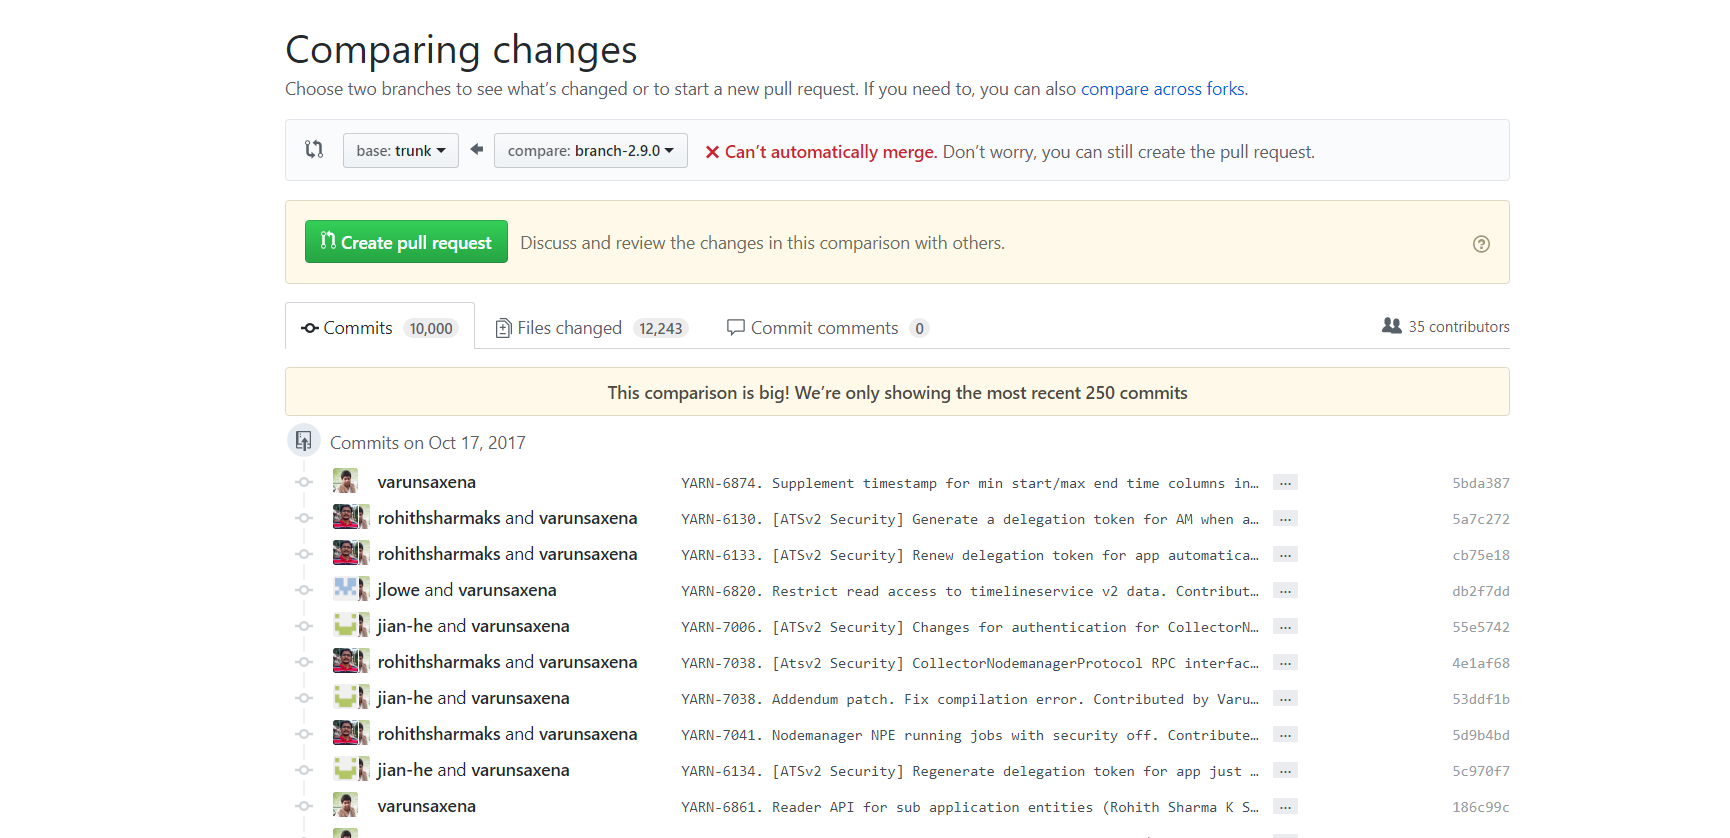 Comparing changes
Choose two branches to see what’s changed or to start a new pull request. If you need to, you can also compare across forks.
base: trunk compare: branch-2.9.0 Can’t automatically merge. Don’t worry, you can still create the pull request.
Create pull request Discuss and review the changes in this comparison with others.
Commits 10,000 Files changed 12,243 Commit comments 0 35 contributors
This comparison is big! We’re only showing the most recent 250 commits
Commits on Oct 17, 2017
varunsaxena YARN-6874. Supplement timestamp for min start/max end time columns in… … 5bda387
rohithsharmaks and varunsaxena YARN-6130. [ATSv2 Security] Generate a delegation token for AM when a… … 5a7c272
rohithsharmaks and varunsaxena YARN-6133. [ATSv2 Security] Renew delegation token for app automatica… … cb75e18
jlowe and varunsaxena YARN-6820. Restrict read access to timelineservice v2 data. Contribut… … db2f7dd
jian-he and varunsaxena YARN-7006. [ATSv2 Security] Changes for authentication for CollectorN… … 55e5742
rohithsharmaks and varunsaxena YARN-7038. [Atsv2 Security] CollectorNodemanagerProtocol RPC interfac… … 4e1af68
jian-he and varunsaxena YARN-7038. Addendum patch. Fix compilation error. Contributed by Varu… … 53ddf1b
rohithsharmaks and varunsaxena YARN-7041. Nodemanager NPE running jobs with security off. Contribute… … 5d9b4bd
jian-he and varunsaxena YARN-6134. [ATSv2 Security] Regenerate delegation token for app just … … 5c970f7
varunsaxena YARN-6861. Reader API for sub application entities (Rohith Sharma K S… … 186c99c